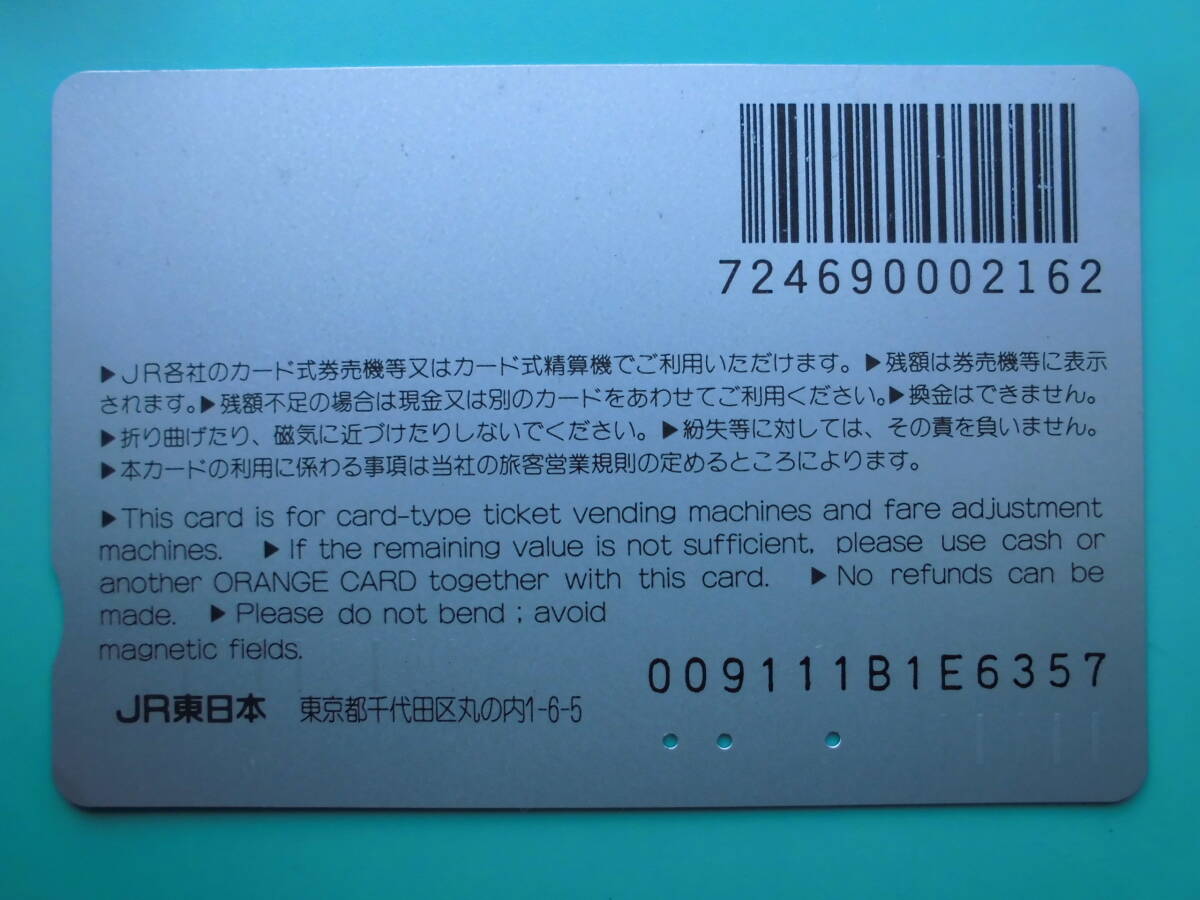 724690002162
▶JR各社のカード式券売機等又はカード式精算機でご利用いただけます。▶残額は券売機等に表示
されます。▶残額不足の場合は現金又は別のカードをあわせてご利用ください。▶換金はできません。
▶折り曲げたり、磁気に近づけたりしないでください。▶紛失等に対しては、その責を負いません。
▶本カードの利用に係わる事項は当社の旅客営業規則の定めるところによります。
▶This card is for card-type ticket vending machines and fare adjustment
machines. ▶If the remaining value is not sufficient, please use cash or
another ORANGE CARD together with this card. ▶No refunds can be
made. ▶Please do not bend ; avoid
magnetic fields.
009111B1E6357
JR東日本 東京都千代田区丸の内1-6-5